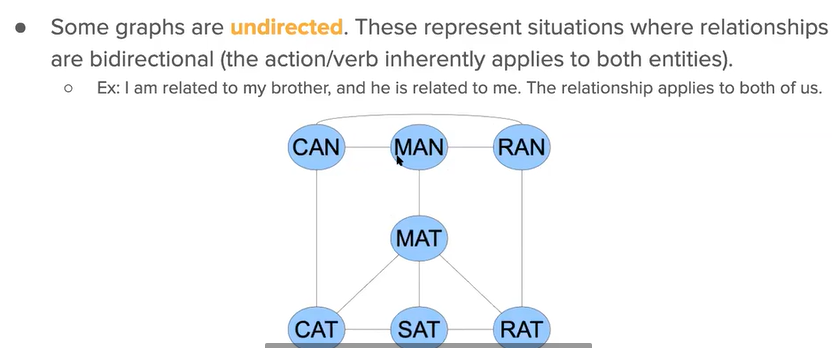 ● Some graphs are undirected. These represent situations where relationships
are bidirectional (the action/verb inherently applies to both entities).
○ Ex: I am related to my brother, and he is related to me. The relationship applies to both of us.
CAN MAN RAN
MAT
CAT SAT RAT